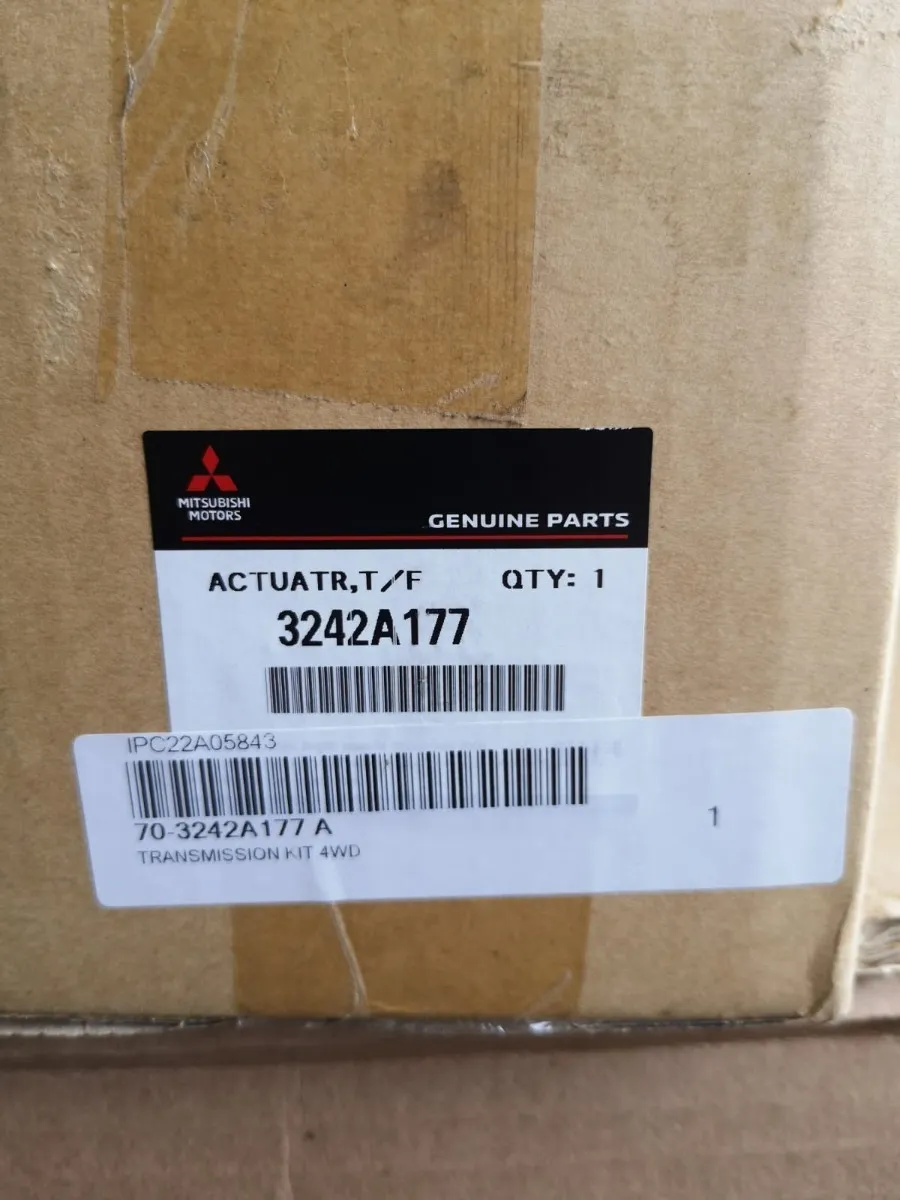 MITSUBISHI
MOTORS
GENUINE PARTS
ACTUATR,T/F QTY: 1
3242A177
IPC22A05843
70-3242A177 A
1
TRANSMISSION KIT 4WD